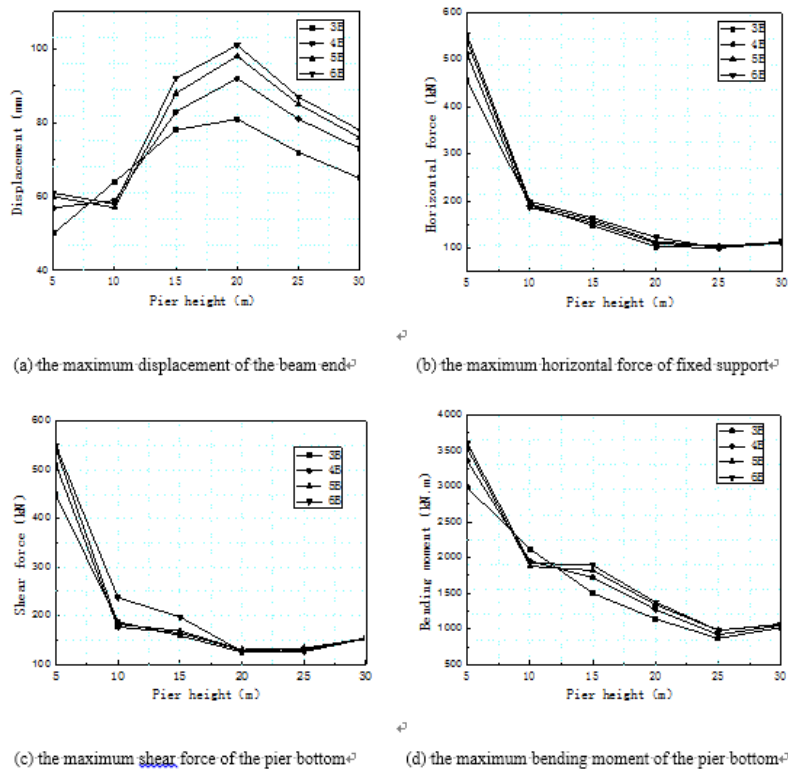 3E
4E
5E
6E
100
80
60
40
Displacement (mm)
5 10 15 20 25 30
Pier height (m)
(a) the maximum displacement of the beam end
3E
4E
5E
6E
600
500
400
300
200
100
Horizontal force (kN)
5 10 15 20 25 30
Pier height (m)
(b) the maximum horizontal force of fixed support
3E
4E
5E
6E
600
500
400
300
200
100
Shear force (kN)
5 10 15 20 25 30
Pier height (m)
(c) the maximum shear force of the pier bottom
3E
4E
5E
6E
4000
3500
3000
2500
2000
1500
1000
500
Bending moment (kN.m)
5 10 15 20 25 30
Pier height (m)
(d) the maximum bending moment of the pier bottom